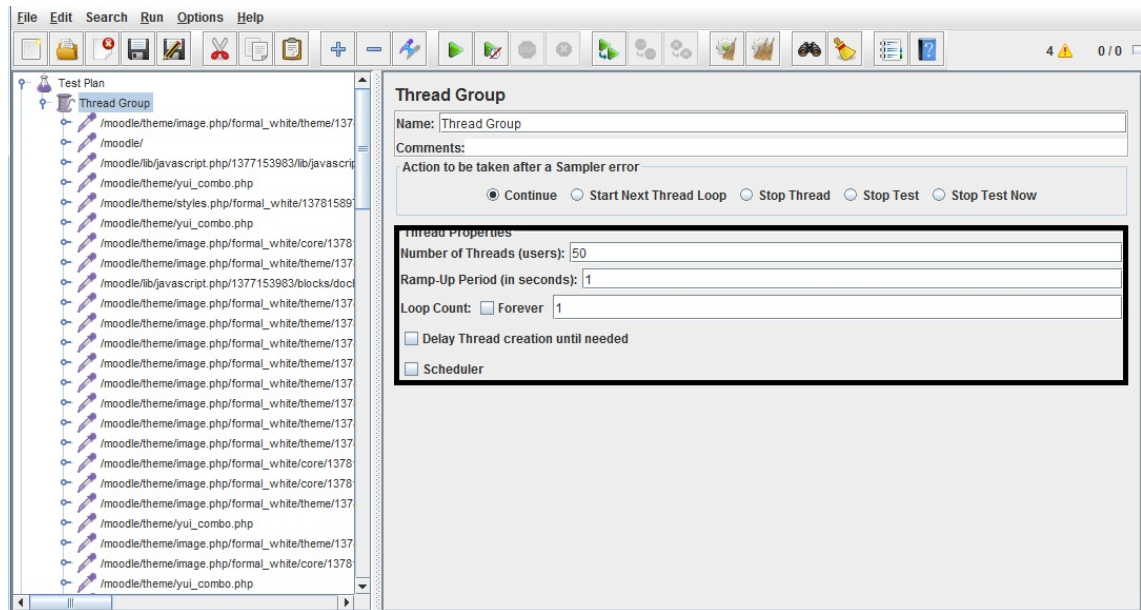 File Edit Search Run Options Help
4 0 / 0
Test Plan
Thread Group
/moodle/theme/image.php/formal_white/theme/137
/moodle/
/moodle/lib/javascript.php/1377153983/lib/javascrip
/moodle/theme/yui_combo.php
/moodle/theme/styles.php/formal_white/137815897
/moodle/theme/yui_combo.php
/moodle/theme/image.php/formal_white/core/1378
/moodle/theme/image.php/formal_white/theme/137
/moodle/lib/javascript.php/1377153983/blocks/docl
/moodle/theme/image.php/formal_white/theme/137
/moodle/theme/image.php/formal_white/theme/137
/moodle/theme/image.php/formal_white/theme/137
/moodle/theme/image.php/formal_white/theme/137
/moodle/theme/image.php/formal_white/theme/137
/moodle/theme/image.php/formal_white/theme/137
/moodle/theme/image.php/formal_white/theme/137
/moodle/theme/image.php/formal_white/theme/137
/moodle/theme/image.php/formal_white/core/1378
/moodle/theme/image.php/formal_white/core/1378
/moodle/theme/image.php/formal_white/theme/137
/moodle/theme/yui_combo.php
/moodle/theme/image.php/formal_white/theme/137
/moodle/theme/image.php/formal_white/core/1378
/moodle/theme/yui_combo.php
Thread Group
Name: Thread Group
Comments:
Action to be taken after a Sampler error
Continue Start Next Thread Loop Stop Thread Stop Test Stop Test Now
Thread Properties
Number of Threads (users): 50
Ramp-Up Period (in seconds): 1
Loop Count: Forever 1
Delay Thread creation until needed
Scheduler